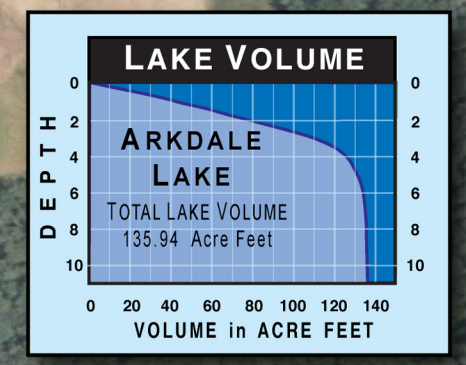 LAKE VOLUME
0 0
2 2
4 4
6 6
8 8
10 10
DEPTH
ARKDALE
LAKE
TOTAL LAKE VOLUME
135.94 Acre Feet
0 20 40 60 80 100 120 140
VOLUME in ACRE FEET